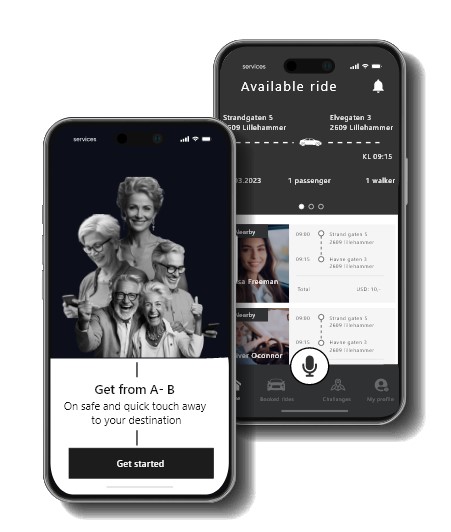 services
Available ride
Strandgaten 5
2609 Lillehammer
Elvegaten 3
2609 Lillehammer
KL 09:15
03.2023
1 passenger
1 walker
Nearby
09:00
Strand gaten 5
2609 lillehammer
09:15
Havne gaten 3
2609 lillehammer
sa Freeman
Total
USD: 10,-
Nearby
09:00
Strand gaten 5
2609 lillehammer
09:15
Havne gaten 3
2609 lillehammer
ivar Oconnor
Booked rides
Challenges
My profile
services
Get from A- B
On safe and quick touch away
to your destination
Get started